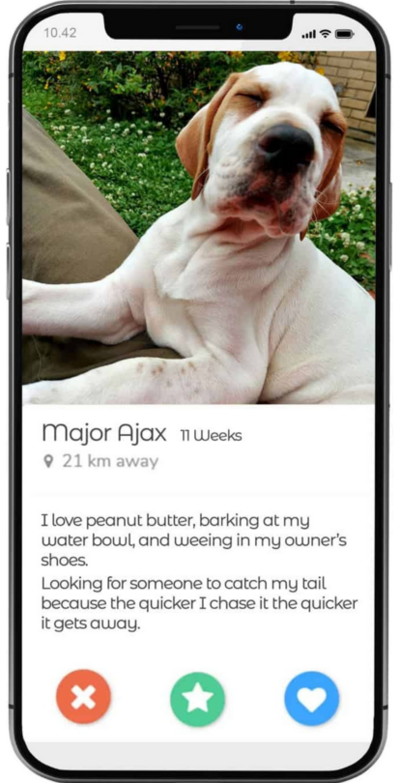 10.42
Major Ajax 11 Weeks
21 km away
I love peanut butter, barking at my
water bowl, and weeing in my owner's
shoes.
Looking for someone to catch my tail
because the quicker I chase it the quicker
it gets away.